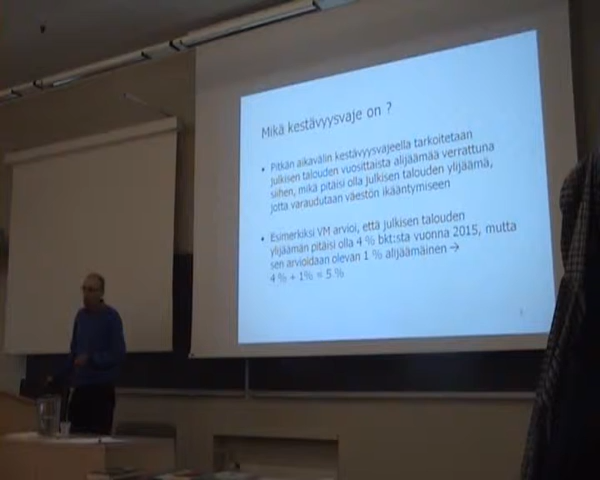 Mikä kestävyysvaje on ?
• Pitkän aikavälin kestävyysvajeella tarkoitetaan
julkisen talouden vuosittaista alijäämää verrattuna
siihen, mikä pitäisi olla julkisen talouden ylijäämä,
jotta varaudutaan väestön ikääntymiseen
• Esimerkiksi VM arvioi, että julkisen talouden
ylijäämän pitäisi olla 4 % bkt:sta vuonna 2015, mutta
sen arvioidaan olevan 1 % alijäämäinen →
4 % + 1% = 5 %